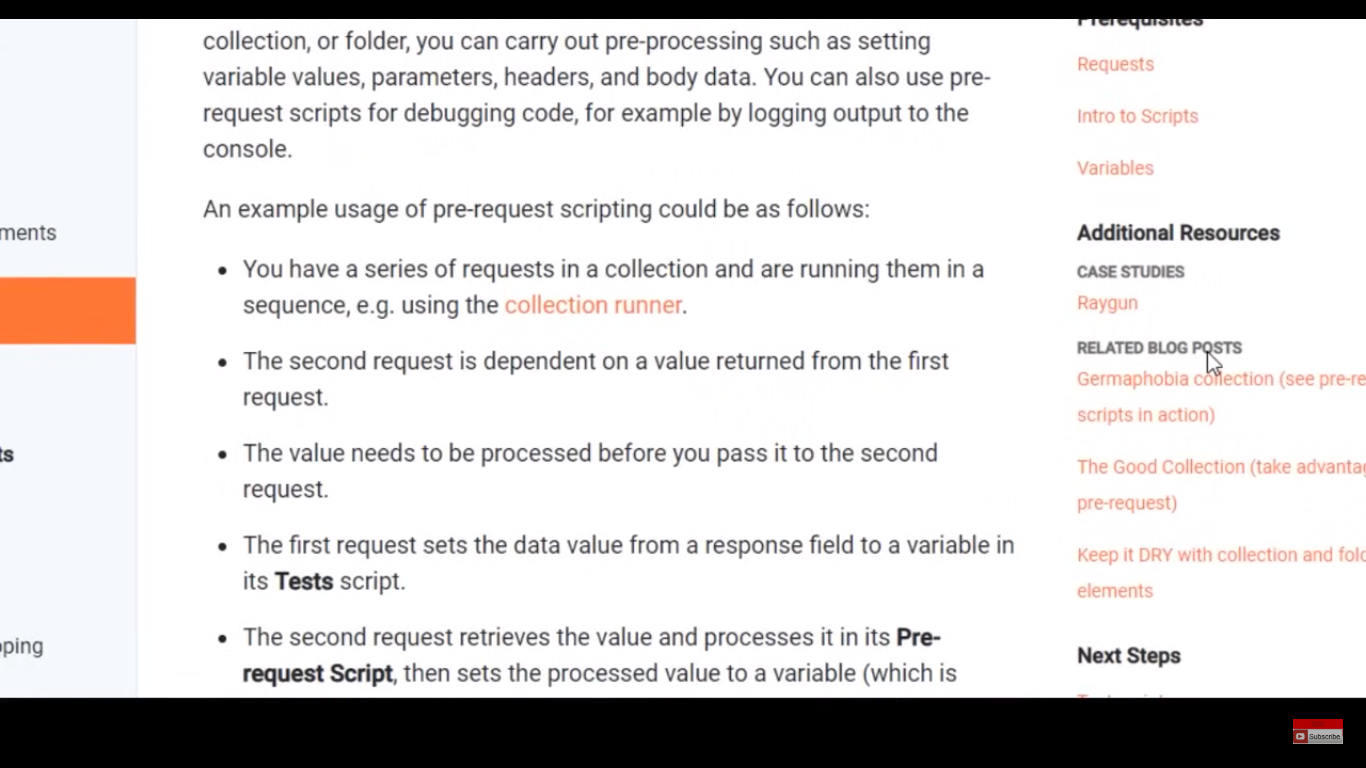 collection, or folder, you can carry out pre-processing such as setting
variable values, parameters, headers, and body data. You can also use pre-
request scripts for debugging code, for example by logging output to the
console.
An example usage of pre-request scripting could be as follows:
• You have a series of requests in a collection and are running them in a
sequence, e.g. using the collection runner.
• The second request is dependent on a value returned from the first
request.
• The value needs to be processed before you pass it to the second
request.
• The first request sets the data value from a response field to a variable in
its Tests script.
• The second request retrieves the value and processes it in its Pre-
request Script, then sets the processed value to a variable (which is
ments
ts
pping
Prerequisites
Requests
Intro to Scripts
Variables
Additional Resources
CASE STUDIES
Raygun
RELATED BLOG POSTS
Germaphobia collection (see pre-re
scripts in action)
The Good Collection (take advantag
pre-request)
Keep it DRY with collection and fold
elements
Next Steps
Subscribe